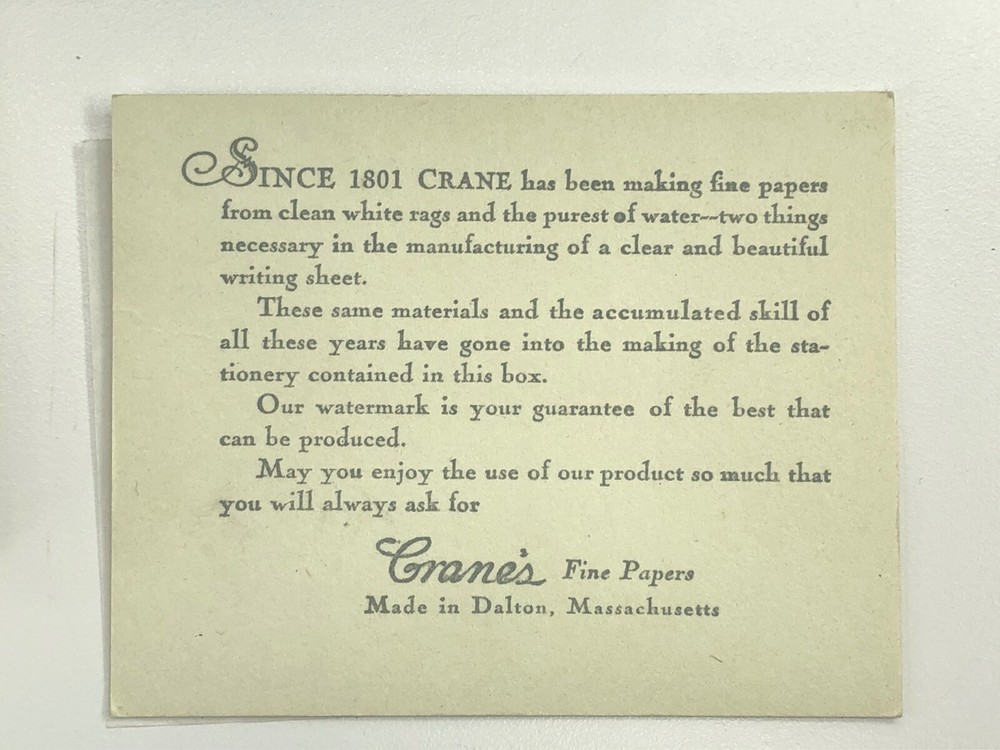 SINCE 1801 CRANE has been making fine papers
from clean white rags and the purest of water--two things
necessary in the manufacturing of a clear and beautiful
writing sheet.
These same materials and the accumulated skill of
all these years have gone into the making of the sta-
tionery contained in this box.
Our watermark is your guarantee of the best that
can be produced.
May you enjoy the use of our product so much that
you will always ask for
Crane's Fine Papers
Made in Dalton, Massachusetts